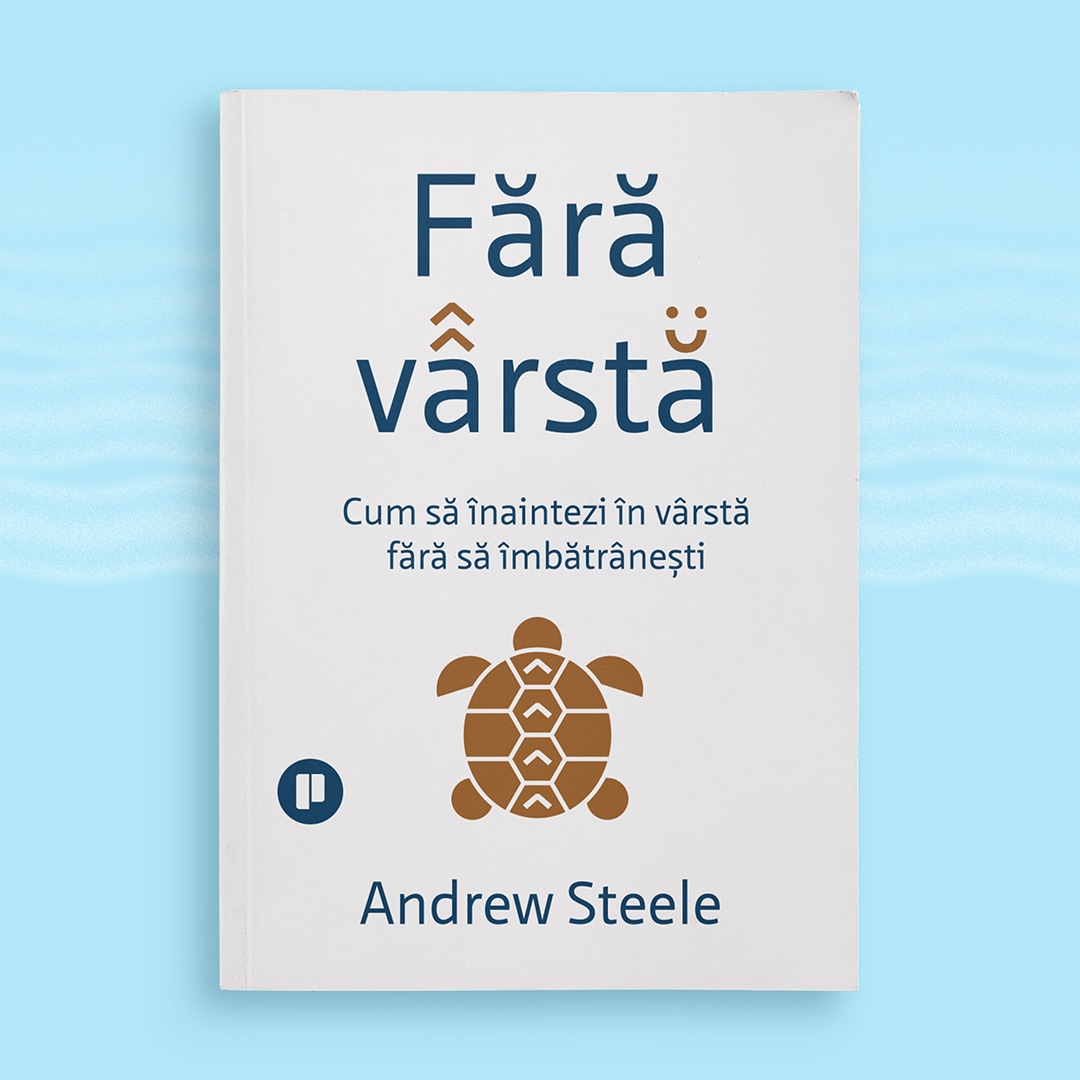 Fără
vârstă
Cum să înaintezi în vârstă
fără să îmbătrânești
Andrew Steele